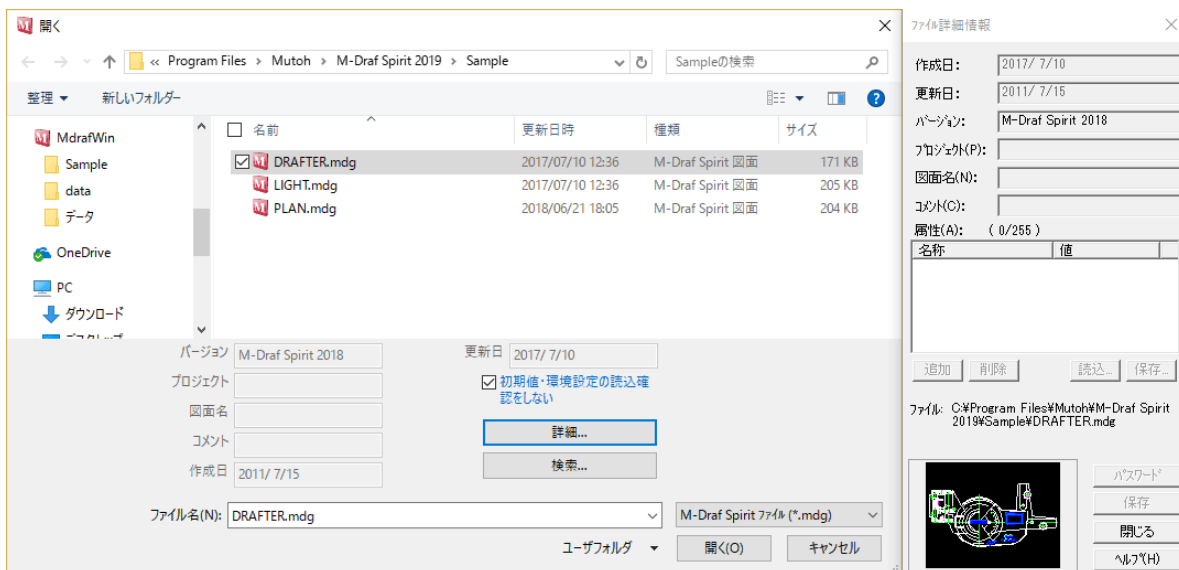 開く
« Program Files > Mutoh > M-Draf Spirit 2019 > Sample
Sampleの検索
整理
新しいフォルダー
MdrafWin
Sample
data
データ
OneDrive
PC
ダウンロード
デスクトップ
名前 更新日時 種類 サイズ
DRAFTER.mdg 2017/07/10 12:36 M-Draf Spirit 図面 171 KB
LIGHT.mdg 2017/07/10 12:36 M-Draf Spirit 図面 205 KB
PLAN.mdg 2018/06/21 18:05 M-Draf Spirit 図面 204 KB
バージョン M-Draf Spirit 2018
プロジェクト
図面名
コメント
作成日 2011/ 7/15
更新日 2017/ 7/10
初期値・環境設定の読込確
認をしない
詳細...
検索...
ファイル名(N): DRAFTER.mdg
M-Draf Spirit ファイル (*.mdg)
ユーザフォルダ
開く(O)
キャンセル
ファイル詳細情報
作成日: 2017/ 7/10
更新日: 2011/ 7/15
バージョン: M-Draf Spirit 2018
プロジェクト(P):
図面名(N):
コメント(C):
属性(A): ( 0/255 )
名称 値
追加 削除 読込... 保存...
ファイル: C:¥Program Files¥Mutoh¥M-Draf Spirit
2019¥Sample¥DRAFTER.mdg
パスワード
保存
閉じる
ヘルプ(H)